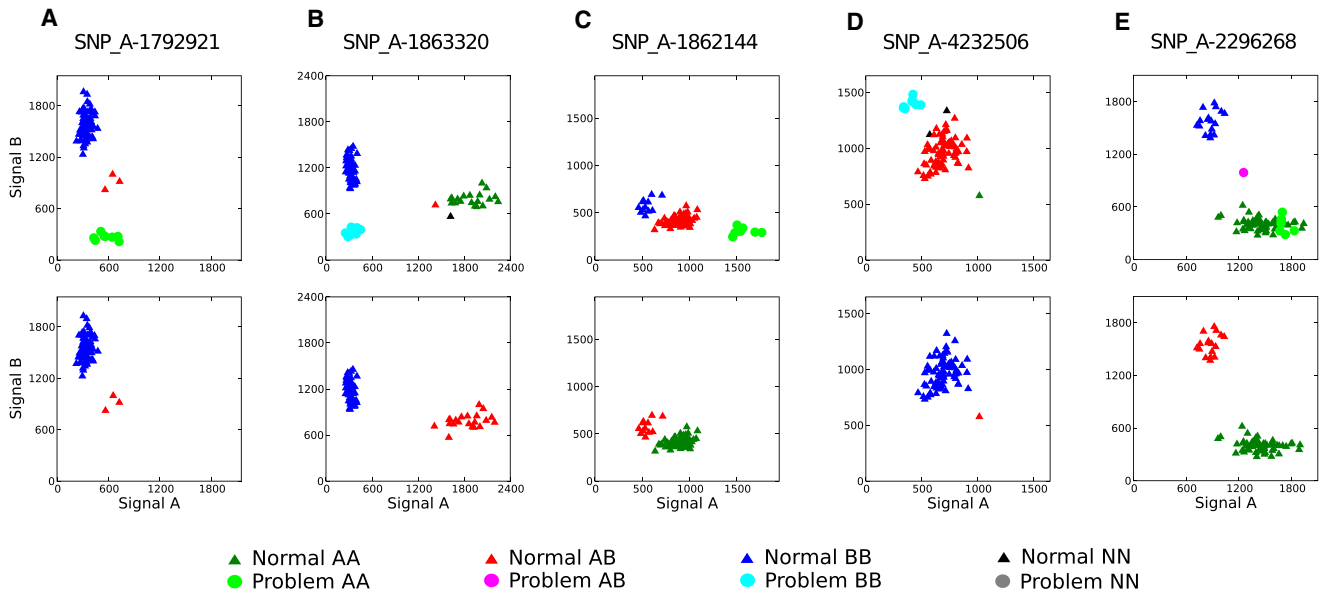 A
B
C
D
E
SNP_A-1792921
SNP_A-1863320
SNP_A-1862144
SNP_A-4232506
SNP_A-2296268
Signal B
1800
1200
600
0
0 600 1200 1800
2400
1800
1200
600
0
0 600 1200 1800 2400
1500
1000
500
0
0 500 1000 1500
1500
1000
500
0
0 500 1000 1500
1800
1200
600
0
0 600 1200 1800
Signal B
1800
1200
600
0
0 600 1200 1800
Signal A
2400
1800
1200
600
0
0 600 1200 1800 2400
Signal A
1500
1000
500
0
0 500 1000 1500
Signal A
1500
1000
500
0
0 500 1000 1500
Signal A
1800
1200
600
0
0 600 1200 1800
Signal A
Normal AA Normal AB Normal BB Normal NN
Problem AA Problem AB Problem BB Problem NN